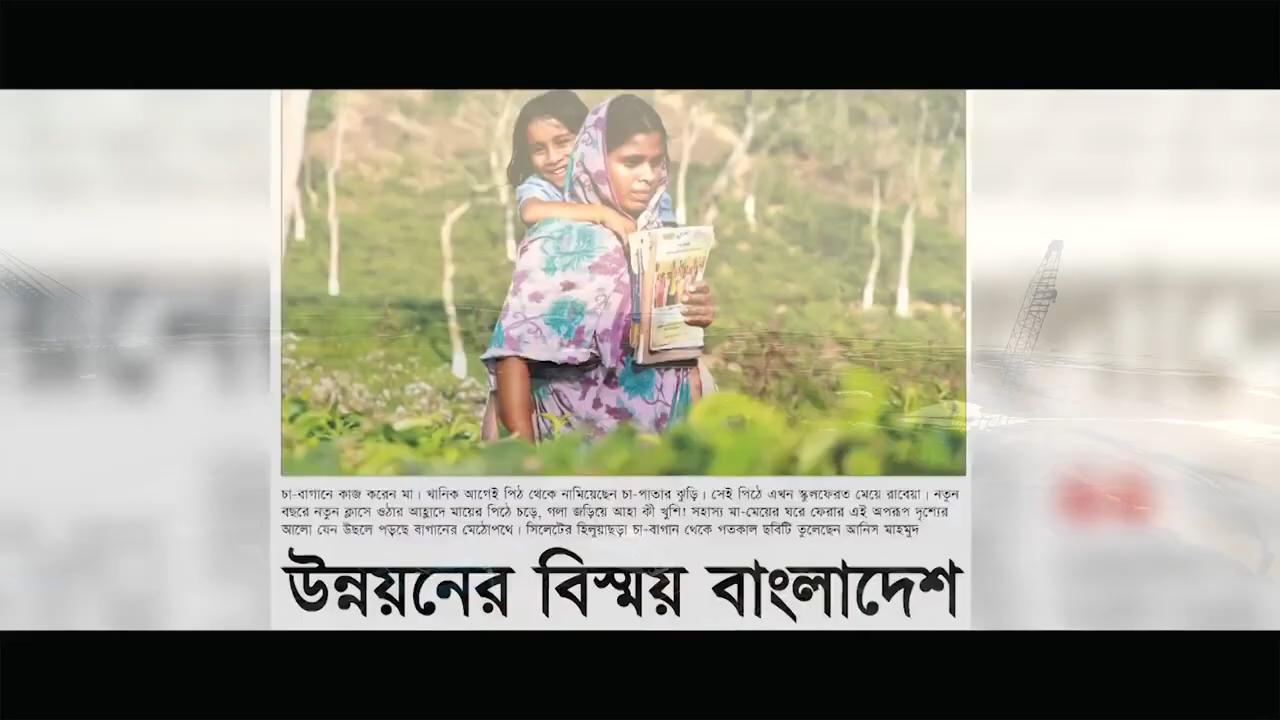 চা-বাগানে কাজ করেন মা। খানিক আগেই পিঠ থেকে নামিয়েছেন চা-পাতার ঝুড়ি। সেই পিঠে এখন স্কুলফেরত মেয়ে রাবেয়া। নতুন
বছরে নতুন ক্লাসে ওঠার আহ্লাদে মায়ের পিঠে চড়ে, গলা জড়িয়ে আহা কী খুশি! সহাস্য মা-মেয়ের ঘরে ফেরার এই অপরূপ দৃশ্যের
আলো যেন উছলে পড়ছে বাগানের মেঠোপথে। সিলেটের হিলুয়াছড়া চা-বাগান থেকে গতকাল ছবিটি তুলেছেন আনিস মাহমুদ
উন্নয়নের বিস্ময় বাংলাদেশ